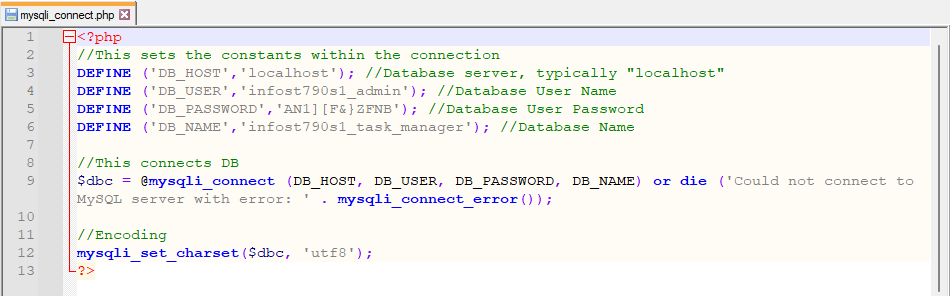 mysqli_connect.php
1 <?php
2 //This sets the constants within the connection
3 DEFINE ('DB_HOST','localhost'); //Database server, typically "localhost"
4 DEFINE ('DB_USER','infost790s1_admin'); //Database User Name
5 DEFINE ('DB_PASSWORD','AN1][F&}ZFNB'); //Database User Password
6 DEFINE ('DB_NAME','infost790s1_task_manager'); //Database Name
7
8 //This connects DB
9 $dbc = @mysqli_connect (DB_HOST, DB_USER, DB_PASSWORD, DB_NAME) or die ('Could not connect to
MySQL server with error: ' . mysqli_connect_error());
10
11 //Encoding
12 mysqli_set_charset($dbc, 'utf8');
13 ?>